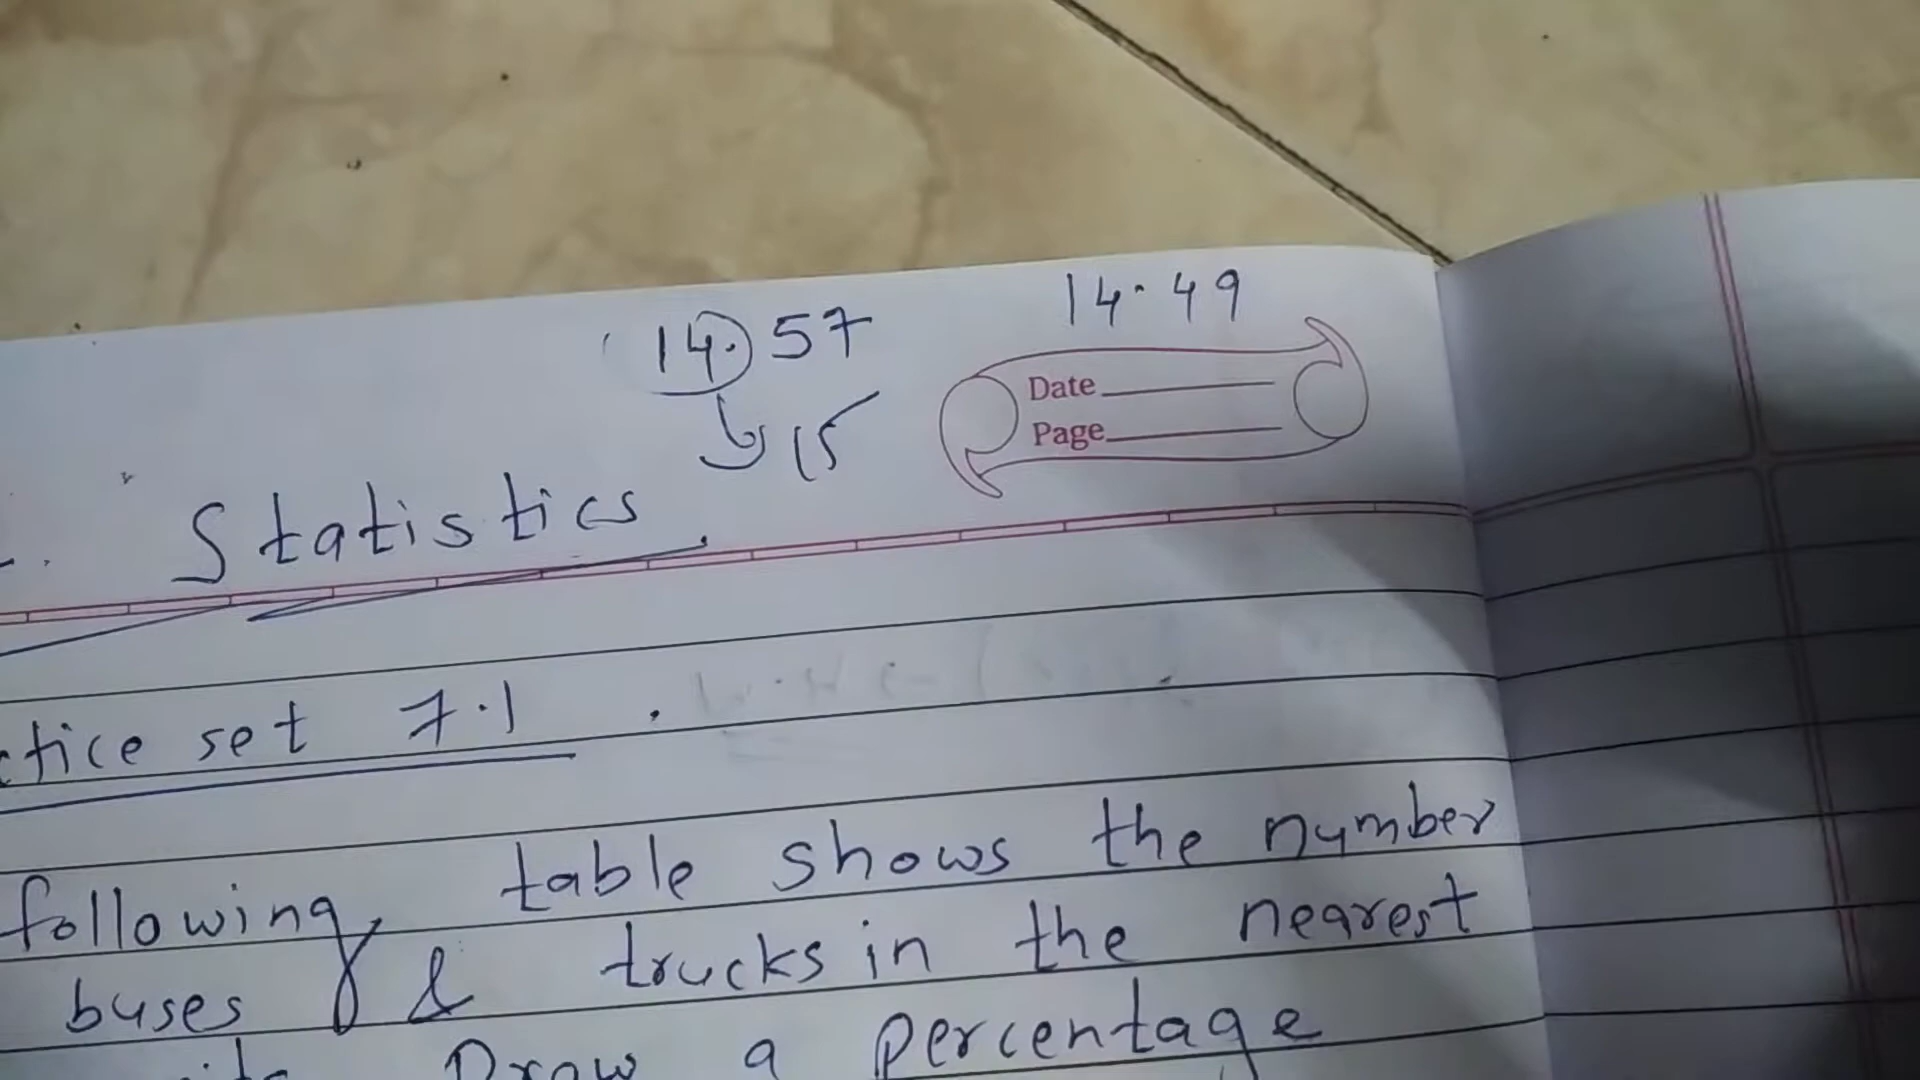 14.57
14.49
15
Date
Page
Statistics
set 7.1
following table shows the number
buses & trucks in the nearest
Draw a percentage